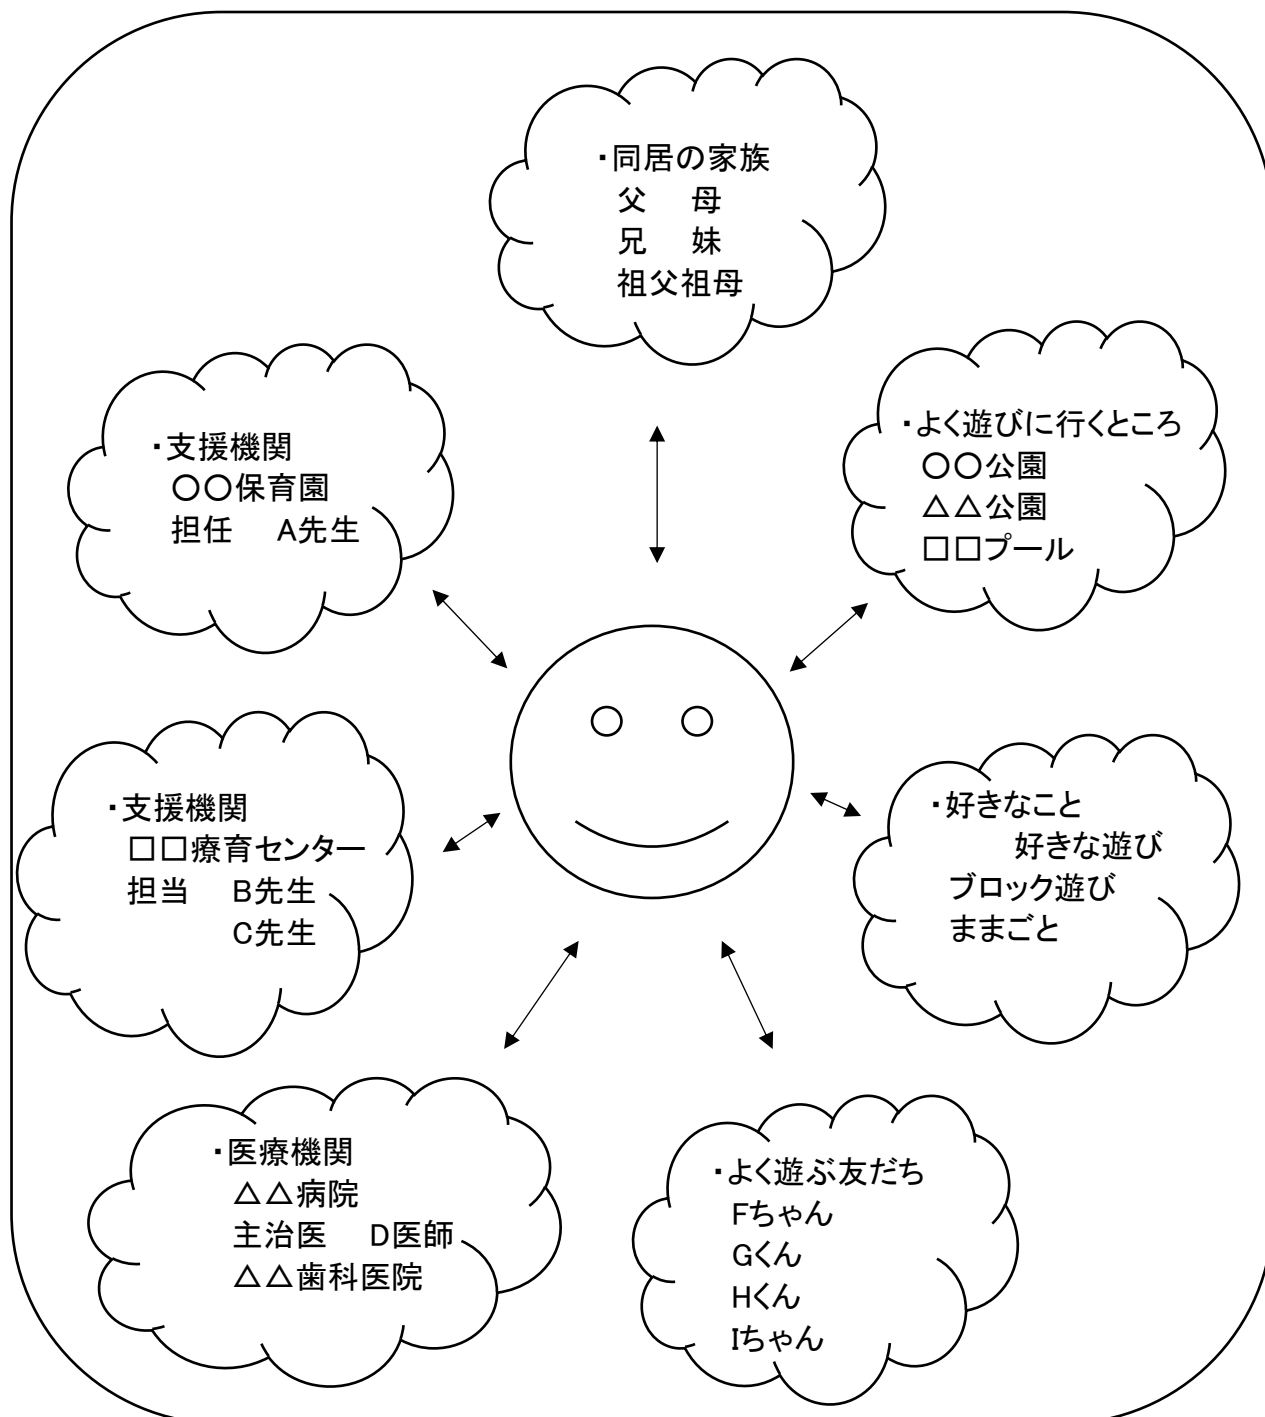 ・同居の家族
父　母
兄　妹
祖父祖母
・支援機関
〇〇保育園
担任　A先生
・よく遊びに行くところ
〇〇公園
△△公園
□□プール
・支援機関
□□療育センター
担当　B先生
C先生
・好きなこと
好きな遊び
ブロック遊び
ままごと
・医療機関
△△病院
主治医　D医師
△△歯科医院
・よく遊ぶ友だち
Fちゃん
Gくん
Hくん
Iちゃん